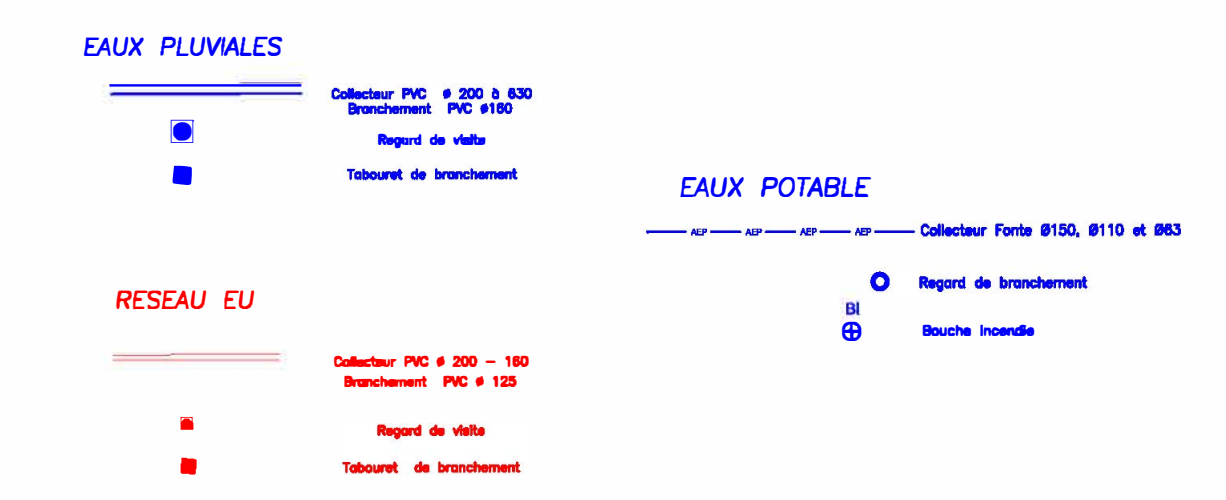 EAUX PLUVIALES
Collecteur PVC ø 200 à 630
Branchement PVC ø160
Regard de visite
Tabouret de branchement
RESEAU EU
Collecteur PVC ø 200 - 160
Branchement PVC ø 125
Regard de visite
Tabouret de branchement
EAUX POTABLE
AEP AEP AEP AEP Collecteur Fonte Ø150, Ø110 et Ø63
Regard de branchement
BI
Bouche Incendie